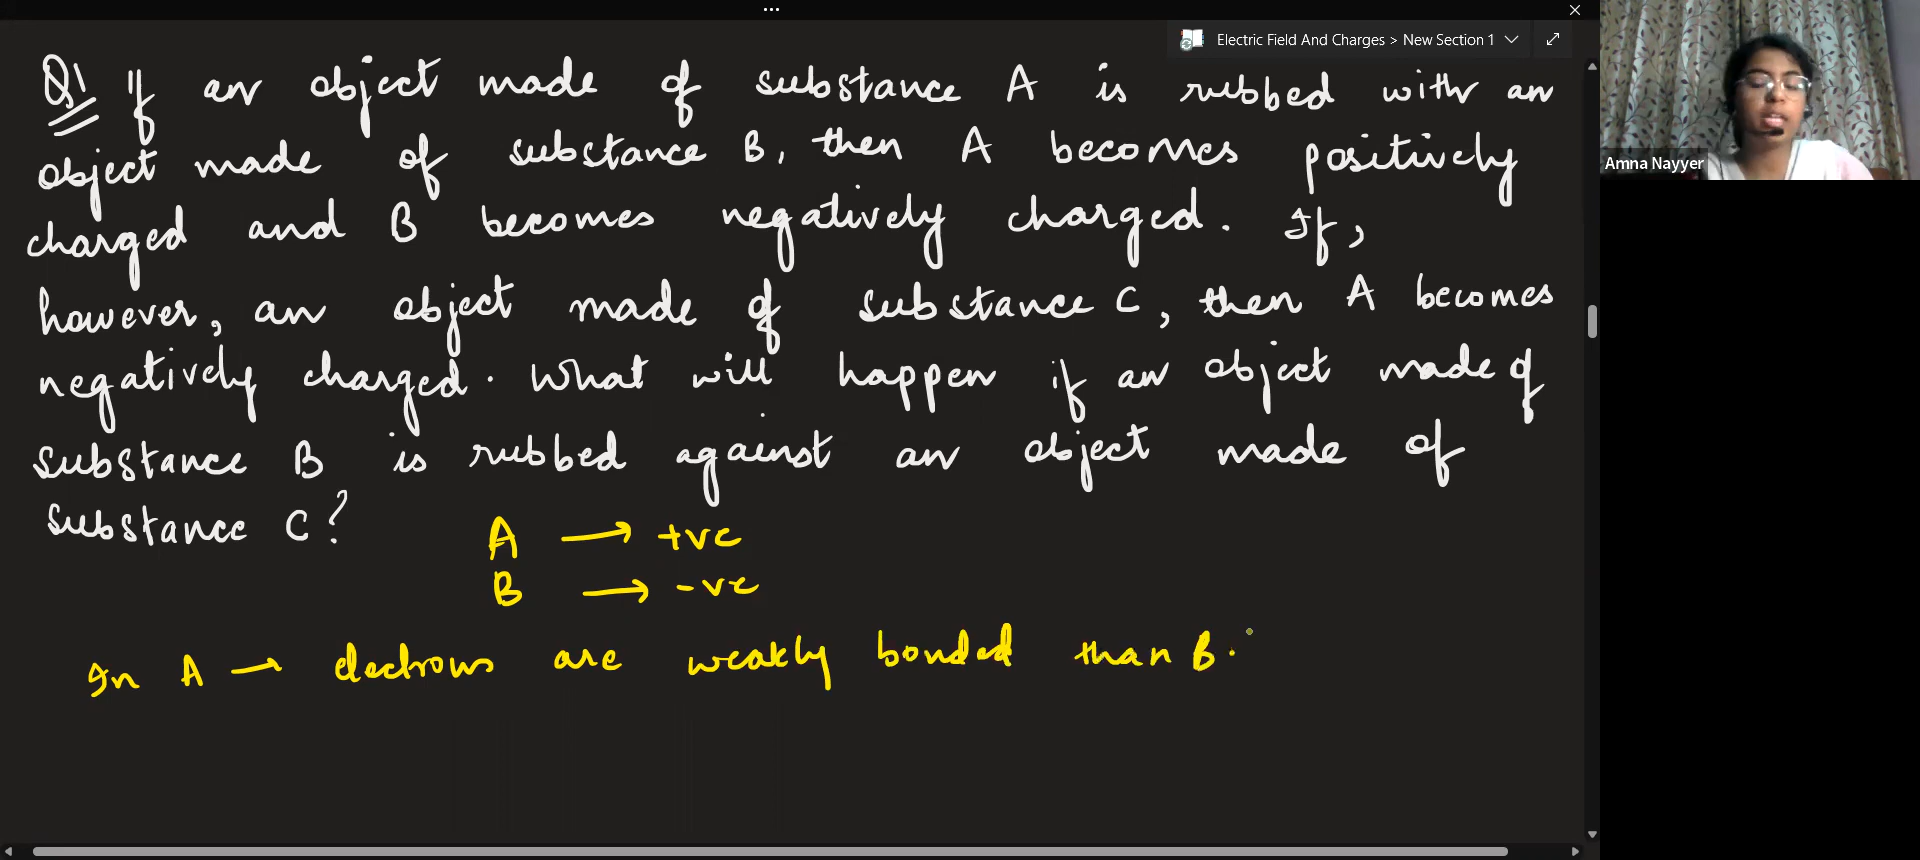 Electric Field And Charges > New Section 1
Amna Nayyer
Q1 If an object made of substance A is rubbed with an
object made of substance B, then A becomes positively
charged and B becomes negatively charged. If,
however, an object made of substance C, then A becomes
negatively charged. What will happen if an object made of
substance B is rubbed against an object made of
substance C?
A → +ve
B → -ve
In A → electrons are weakly bonded than B.